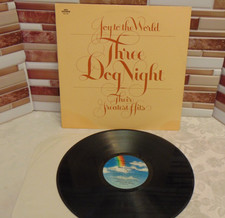 Joy to the World
Three
Dog Night
Their
Greatest Hits